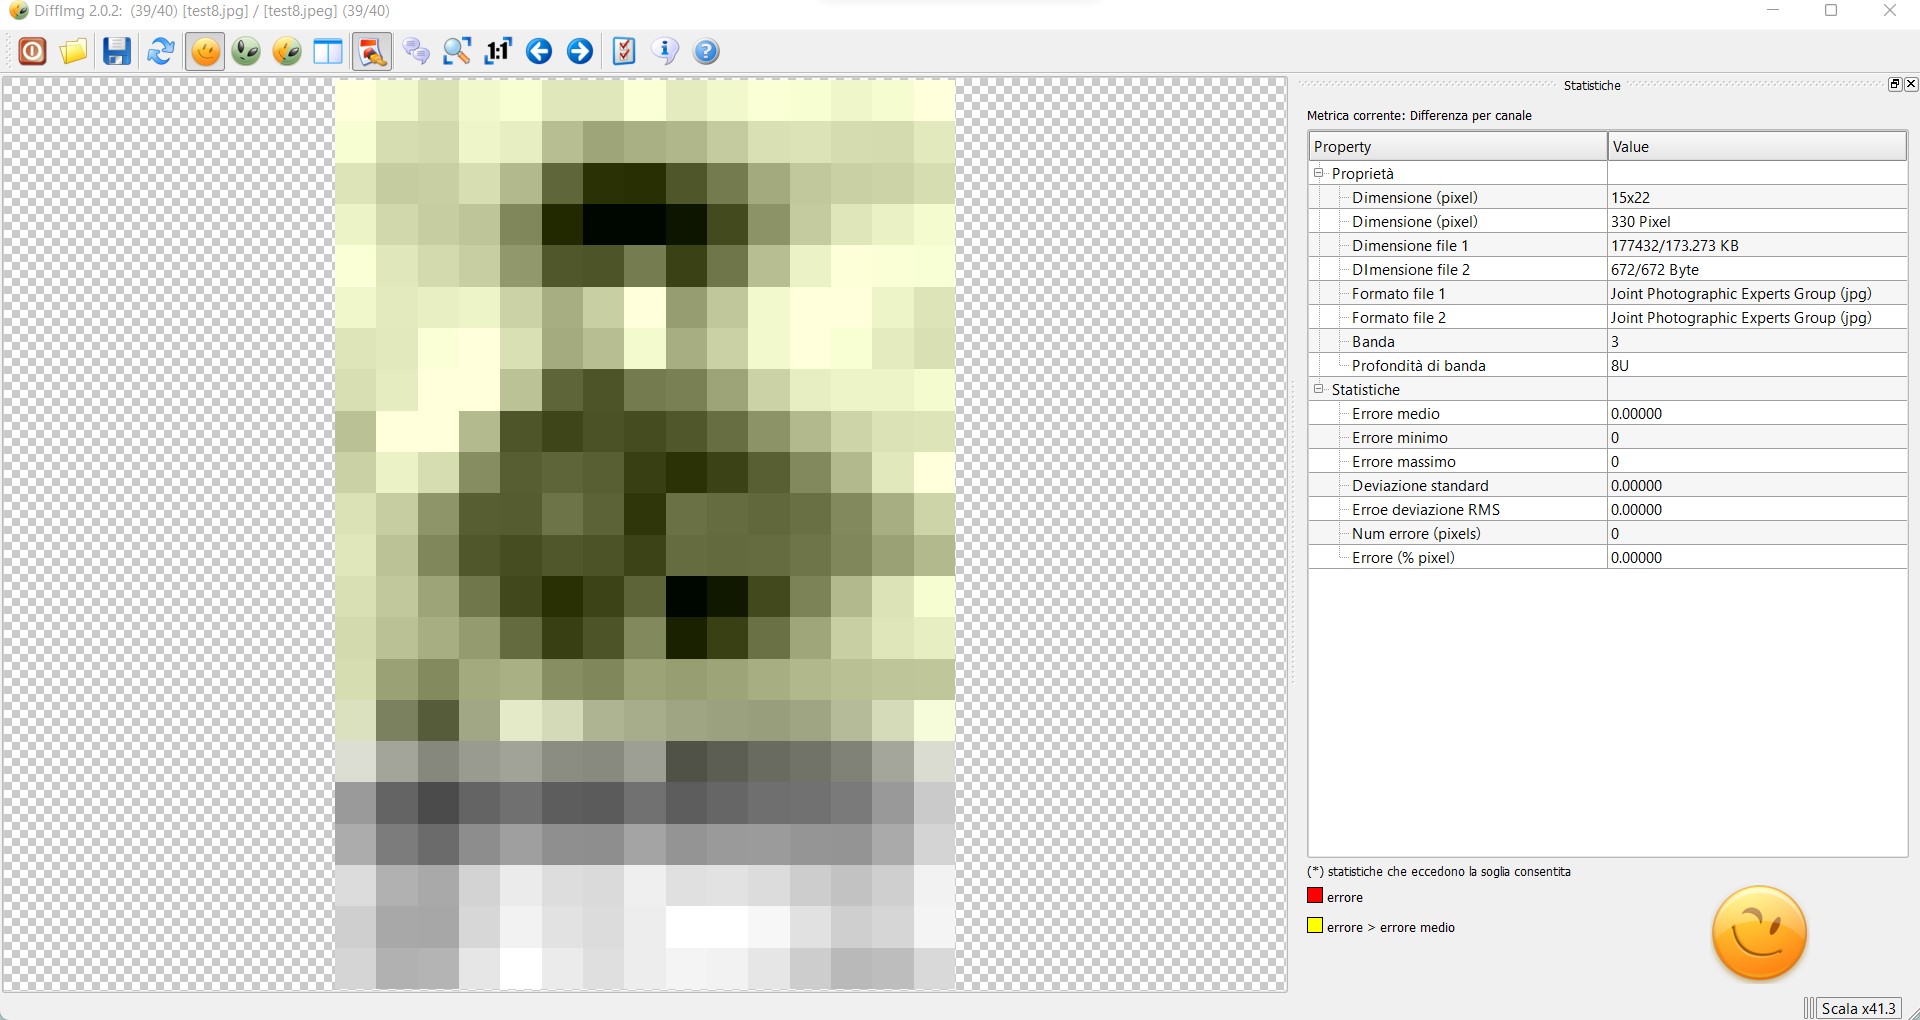 DiffImg 2.0.2: (39/40) [test8.jpg] / [test8.jpeg] (39/40)
1:1
Statistiche
Metrica corrente: Differenza per canale
Property Value
Proprietà
Dimensione (pixel) 15x22
Dimensione (pixel) 330 Pixel
Dimensione file 1 177432/173.273 KB
DImensione file 2 672/672 Byte
Formato file 1 Joint Photographic Experts Group (jpg)
Formato file 2 Joint Photographic Experts Group (jpg)
Banda 3
Profondità di banda 8U
Statistiche
Errore medio 0.00000
Errore minimo 0
Errore massimo 0
Deviazione standard 0.00000
Erroe deviazione RMS 0.00000
Num errore (pixels) 0
Errore (% pixel) 0.00000
(*) statistiche che eccedono la soglia consentita
errore
errore > errore medio
Scala x41.3